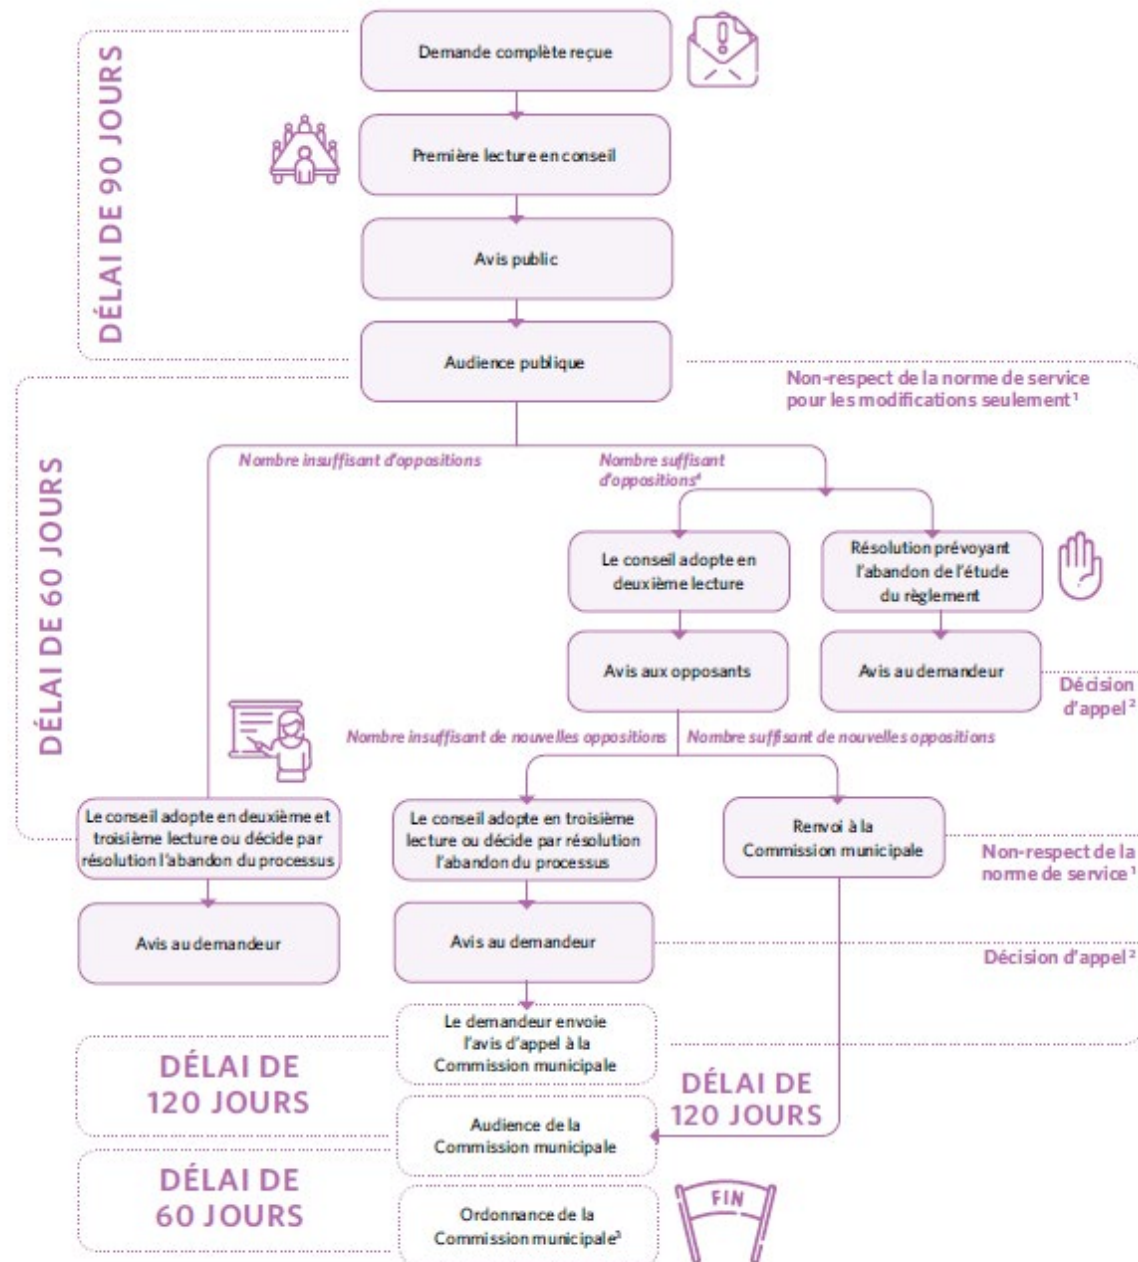 DÉLAI DE 90 JOURS
Demande complète reçue
Première lecture en conseil
Avis public
Audience publique
Non-respect de la norme de service
pour les modifications seulement¹
DÉLAI DE 60 JOURS
Nombre insuffisant d'oppositions
Nombre suffisant
d'oppositions⁴
Le conseil adopte en
deuxième lecture
Résolution prévoyant
l'abandon de l'étude
du règlement
Avis aux opposants
Avis au demandeur
Décision
d'appel²
Nombre insuffisant de nouvelles oppositions
Nombre suffisant de nouvelles oppositions
Le conseil adopte en deuxième et
troisième lecture ou décide par
résolution l'abandon du processus
Le conseil adopte en troisième
lecture ou décide par résolution
l'abandon du processus
Renvoi à la
Commission municipale
Non-respect de la
norme de service¹
Avis au demandeur
Avis au demandeur
Décision d'appel²
Le demandeur envoie
l'avis d'appel à la
Commission municipale
DÉLAI DE
120 JOURS
DÉLAI DE
120 JOURS
Audience de la
Commission municipale
DÉLAI DE
60 JOURS
Ordonnance de la
Commission municipale³
FIN